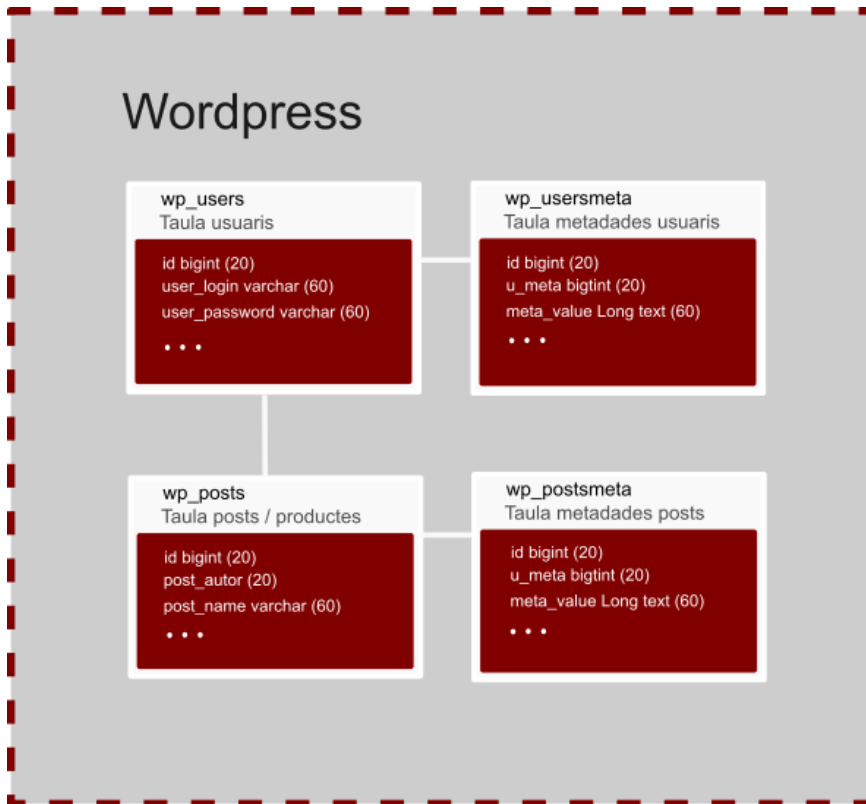 Wordpress
wp_users
Taula usuaris
id bigint (20)
user_login varchar (60)
user_password varchar (60)
...
wp_usersmeta
Taula metadades usuaris
id bigint (20)
u_meta bigtint (20)
meta_value Long text (60)
...
wp_posts
Taula posts / productes
id bigint (20)
post_autor (20)
post_name varchar (60)
...
wp_postsmeta
Taula metadades posts
id bigint (20)
u_meta bigtint (20)
meta_value Long text (60)
...